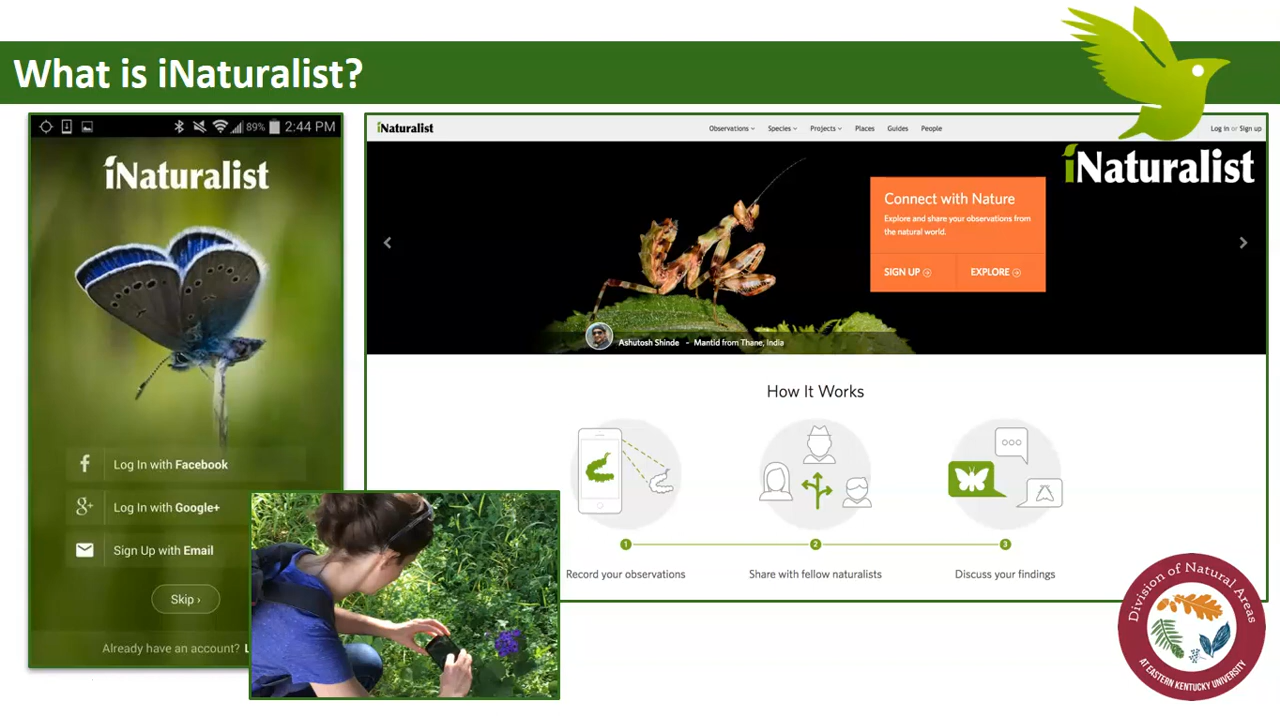 What is iNaturalist?
89% 2:44 PM
iNaturalist
Log In with Facebook
g+ Log In with Google+
Sign Up with Email
Skip ›
Already have an account? L
iNaturalist
Observations Species Projects Places Guides People
Log In or Sign up
iNaturalist
Connect with Nature
Explore and share your observations from
the natural world.
SIGN UP EXPLORE
Ashutosh Shinde - Mantid from Thane, India
How It Works
1 2 3
Record your observations Share with fellow naturalists Discuss your findings
Division of Natural Areas
AT EASTERN KENTUCKY UNIVERSITY